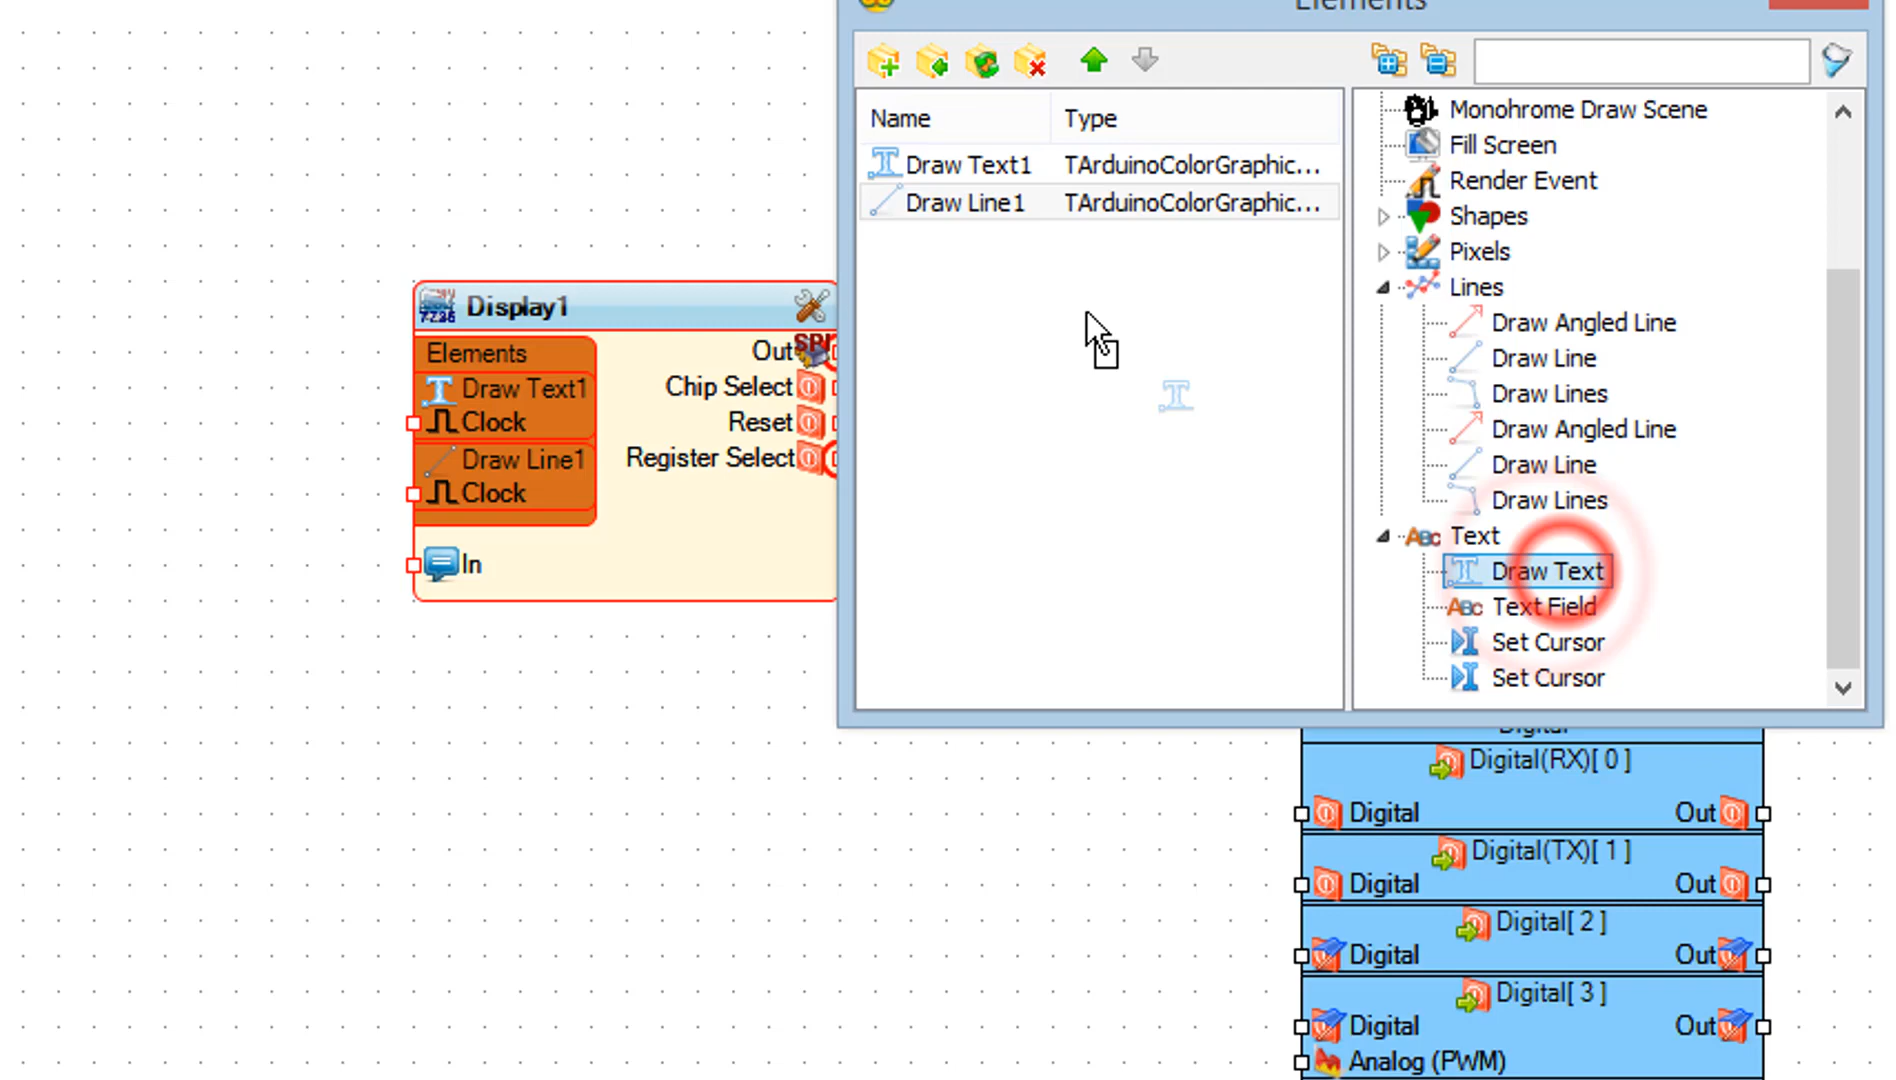 Elements
Name Type
Draw Text1 TArduinoColorGraphic...
Draw Line1 TArduinoColorGraphic...
Monohrome Draw Scene
Fill Screen
Render Event
Shapes
Pixels
Lines
Draw Angled Line
Draw Line
Draw Lines
Draw Angled Line
Draw Line
Draw Lines
Text
Draw Text
Text Field
Set Cursor
Set Cursor
Display1
Elements
Draw Text1
Clock
Draw Line1
Clock
In
Out
Chip Select
Reset
Register Select
Digital
Digital(RX)[ 0 ]
Digital Out
Digital(TX)[ 1 ]
Digital Out
Digital[ 2 ]
Digital Out
Digital[ 3 ]
Digital Out
Analog (PWM)